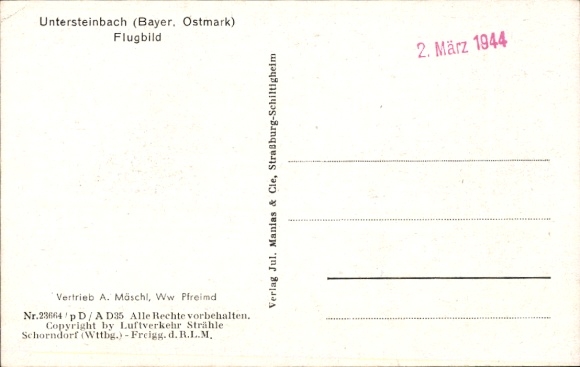 Untersteinbach (Bayer. Ostmark)
Flugbild
2. März 1944
Verlag Jul. Manias & Cie, Straßburg-Schiltigheim
Vertrieb A. Mäschl, Ww Pfreimd
Nr. 23664 / p D / A D35 Alle Rechte vorbehalten.
Copyright by Luftverkehr Strähle
Schorndorf (Wttbg.) - Freigg. d. R. L. M.